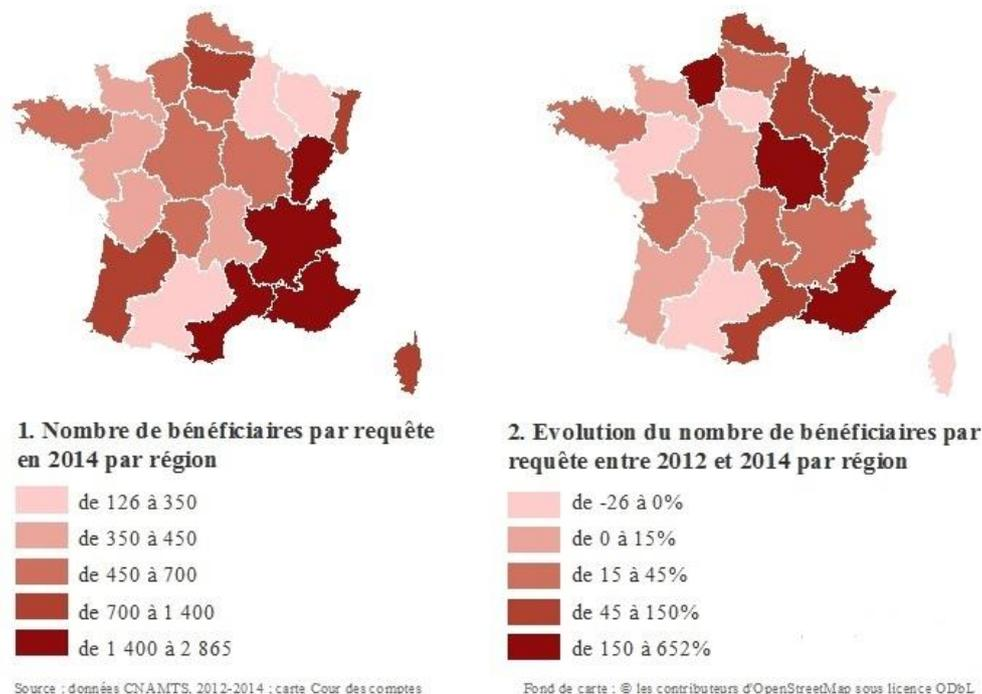 1. Nombre de bénéficiaires par requête
en 2014 par région
de 126 à 350
de 350 à 450
de 450 à 700
de 700 à 1 400
de 1 400 à 2 865
Source : données CNAMTS, 2012-2014 ; carte Cour des comptes
2. Evolution du nombre de bénéficiaires par
requête entre 2012 et 2014 par région
de -26 à 0%
de 0 à 15%
de 15 à 45%
de 45 à 150%
de 150 à 652%
Fond de carte : © les contributeurs d'OpenStreetMap sous licence ODbL